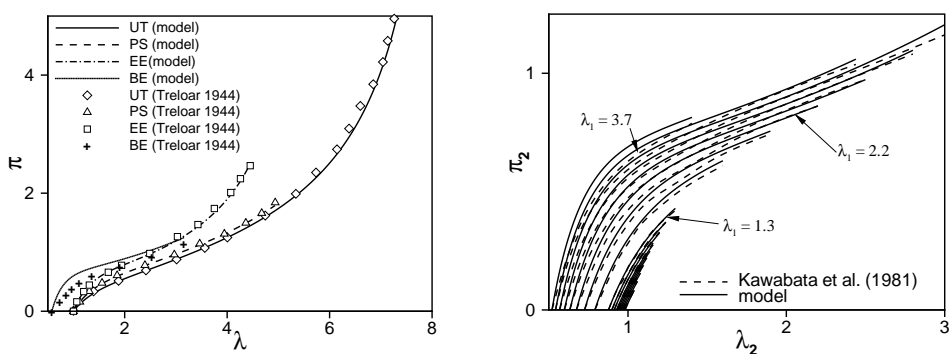 UT (model)
PS (model)
EE(model)
BE (model)
UT (Treloar 1944)
PS (Treloar 1944)
EE (Treloar 1944)
BE (Treloar 1944)
π
4
2
0
2
4
6
8
λ
π₂
1
0
λ₁ = 3.7
λ₁ = 2.2
λ₁ = 1.3
Kawabata et al. (1981)
model
1
2
3
λ₂